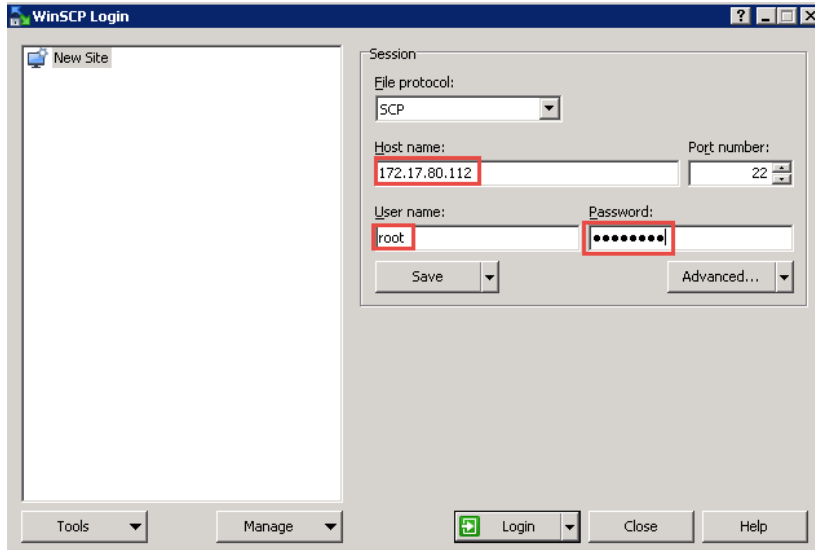 WinSCP Login
New Site
Session
File protocol:
SCP
Host name:
Port number:
172.17.80.112
22
User name:
Password:
root
●●●●●●●●
Save
Advanced...
Tools
Manage
Login
Close
Help